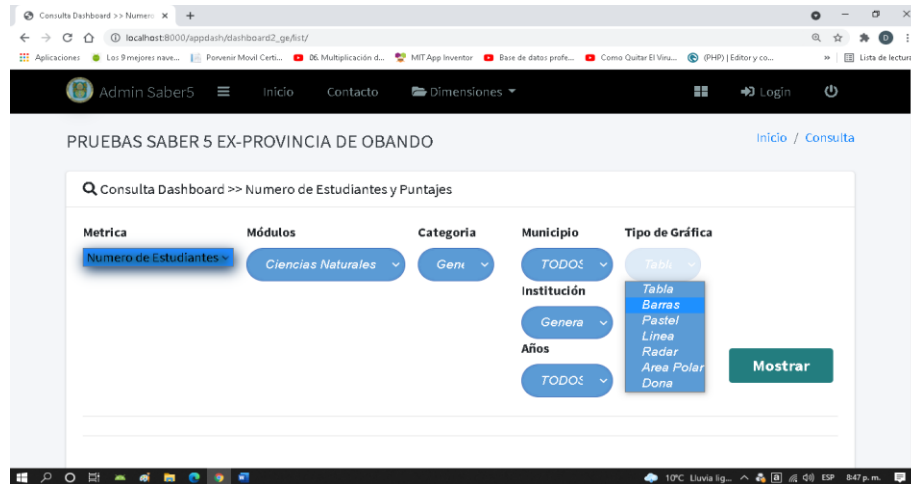 Consulta Dashboard >> Numero
localhost:8000/appdash/dashboard2_ge/list/
Aplicaciones Los 9 mejores nave... Porvenir Movil Certi... 06. Multiplicación d... MIT App Inventor Base de datos profe... Como Quitar El Viru... (PHP) | Editor y co... » Lista de lectura
Admin Saber5 Inicio Contacto Dimensiones Login
PRUEBAS SABER 5 EX-PROVINCIA DE OBANDO Inicio / Consulta
Consulta Dashboard >> Numero de Estudiantes y Puntajes
Metrica Módulos Categoria Municipio Tipo de Gráfica
Numero de Estudiantes Ciencias Naturales Gene TODOS Tabla
Institución
Genera
Años
TODOS
Tabla
Barras
Pastel
Linea
Radar
Area Polar
Dona
Mostrar
10°C Lluvia lig... ESP 8:47 p. m.